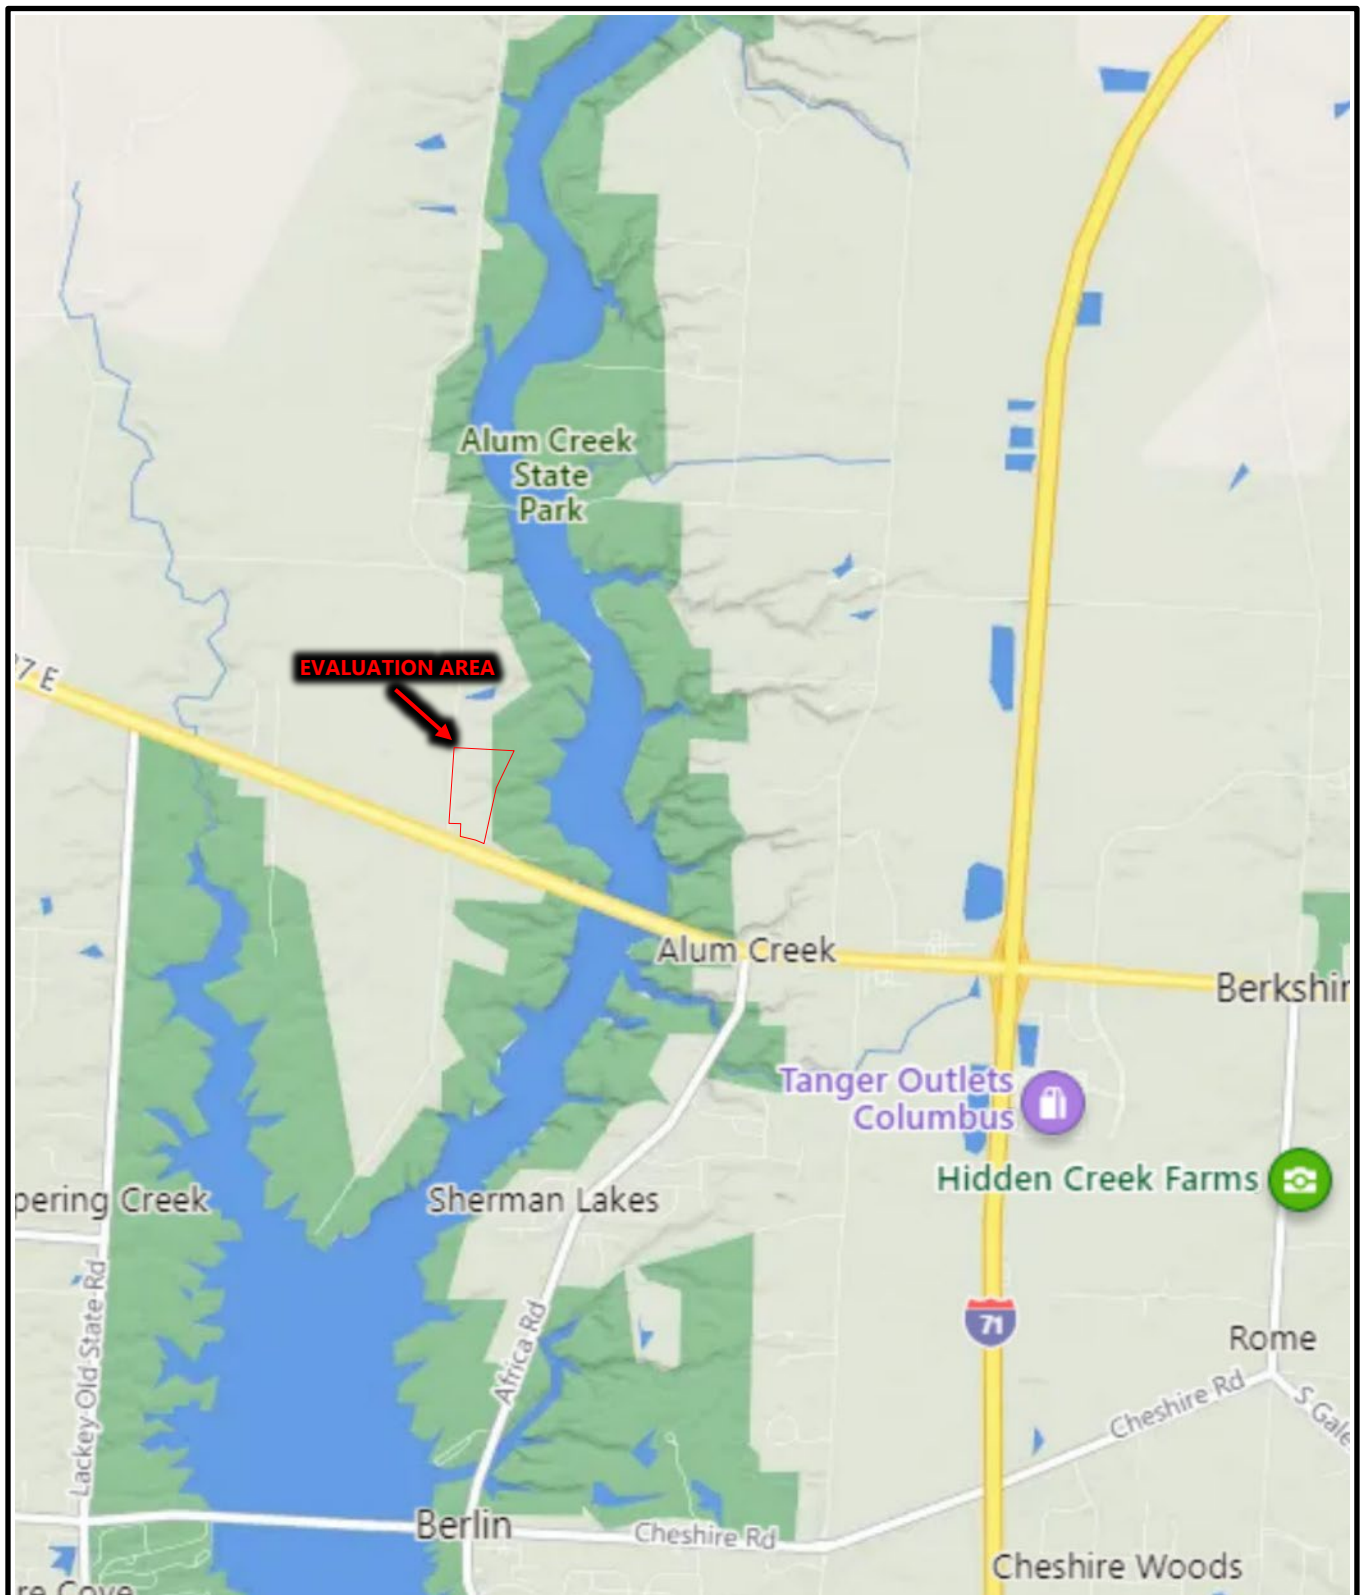 Alum Creek
State
Park
EVALUATION AREA
7 E
Alum Creek
Berkshir
Tanger Outlets
Columbus
Hidden Creek Farms
pering Creek
Sherman Lakes
Lackey-Old-State-Rd
Africa Rd
71
Rome
Cheshire Rd
S Gale
Berlin
Cheshire Rd
Cheshire Woods
re Cove